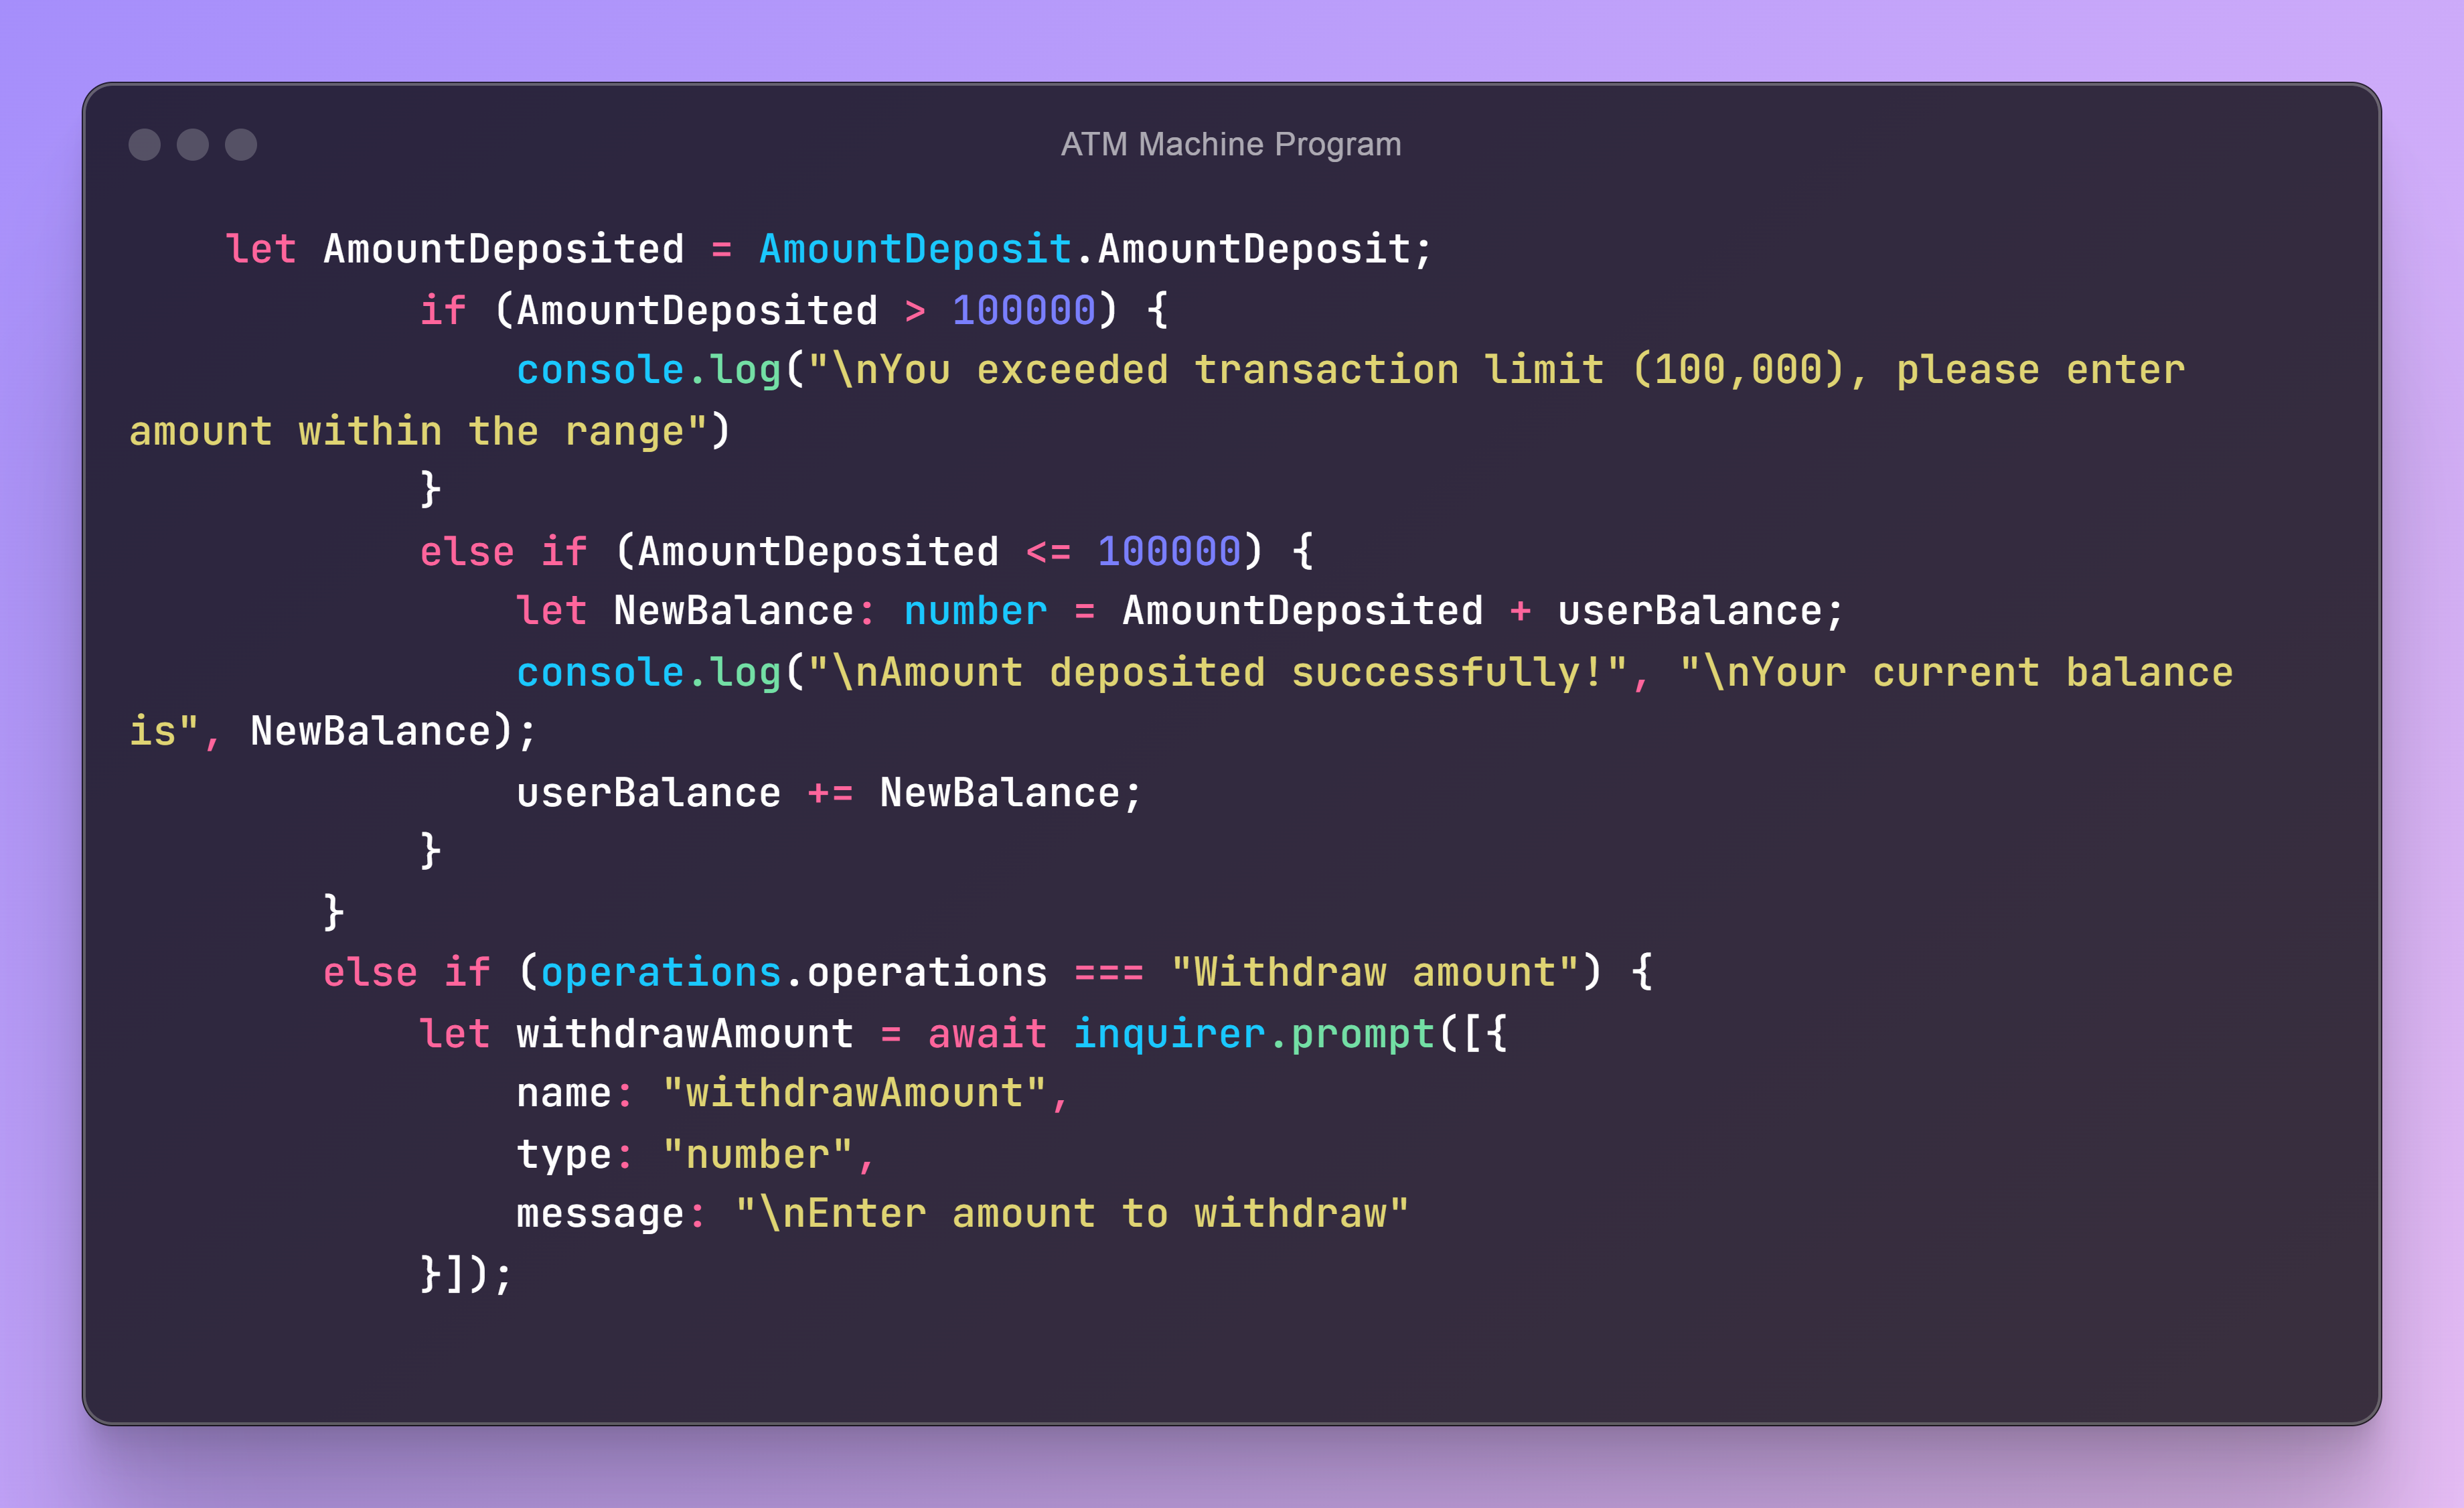 ATM Machine Program
    let AmountDeposited = AmountDeposit.AmountDeposit;
            if (AmountDeposited > 100000) {
                console.log("\nYou exceeded transaction limit (100,000), please enter
amount within the range")
            }
            else if (AmountDeposited <= 100000) {
                let NewBalance: number = AmountDeposited + userBalance;
                console.log("\nAmount deposited successfully!", "\nYour current balance
is", NewBalance);
                userBalance += NewBalance;
            }
        }
        else if (operations.operations === "Withdraw amount") {
            let withdrawAmount = await inquirer.prompt([{
                name: "withdrawAmount",
                type: "number",
                message: "\nEnter amount to withdraw"
            }]);